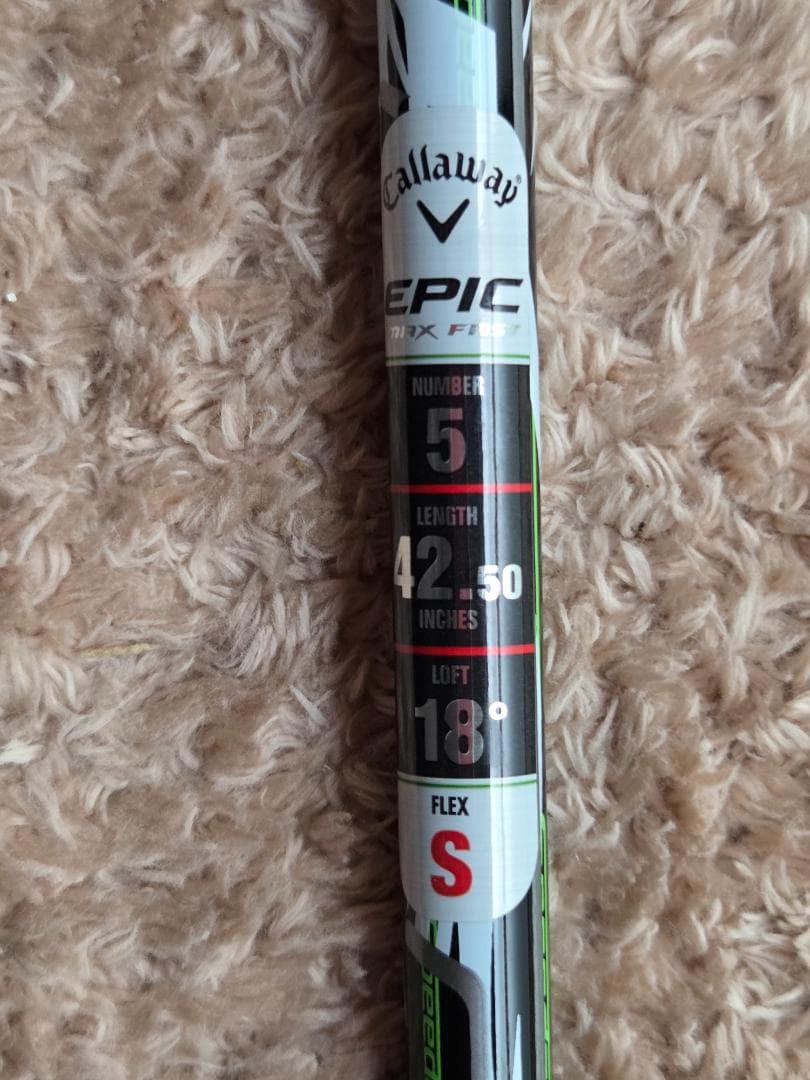 Callaway
EPIC
MAX FAST
NUMBER
5
LENGTH
42.50
INCHES
LOFT
18°
FLEX
S